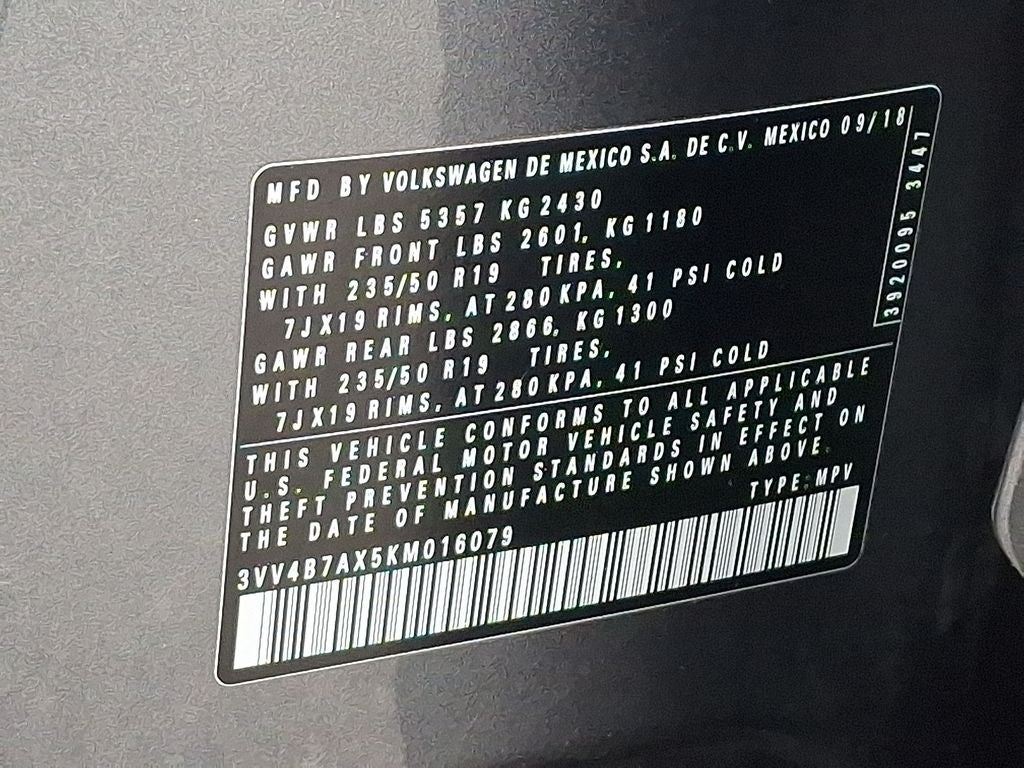 MFD BY VOLKSWAGEN DE MEXICO S.A. DE C.V. MEXICO 09/18
GVWR LBS 5357 KG 2430
GAWR FRONT LBS 2601, KG 1180
WITH 235/50 R19 TIRES,
7JX19 RIMS, AT 280 KPA, 41 PSI COLD
GAWR REAR LBS 2866, KG 1300
WITH 235/50 R19 TIRES,
7JX19 RIMS, AT 280 KPA, 41 PSI COLD
3920095 3447
THIS VEHICLE CONFORMS TO ALL APPLICABLE
U.S. FEDERAL MOTOR VEHICLE SAFETY AND
THEFT PREVENTION STANDARDS IN EFFECT ON
THE DATE OF MANUFACTURE SHOWN ABOVE.
TYPE: MPV
3VV4B7AX5KM016079